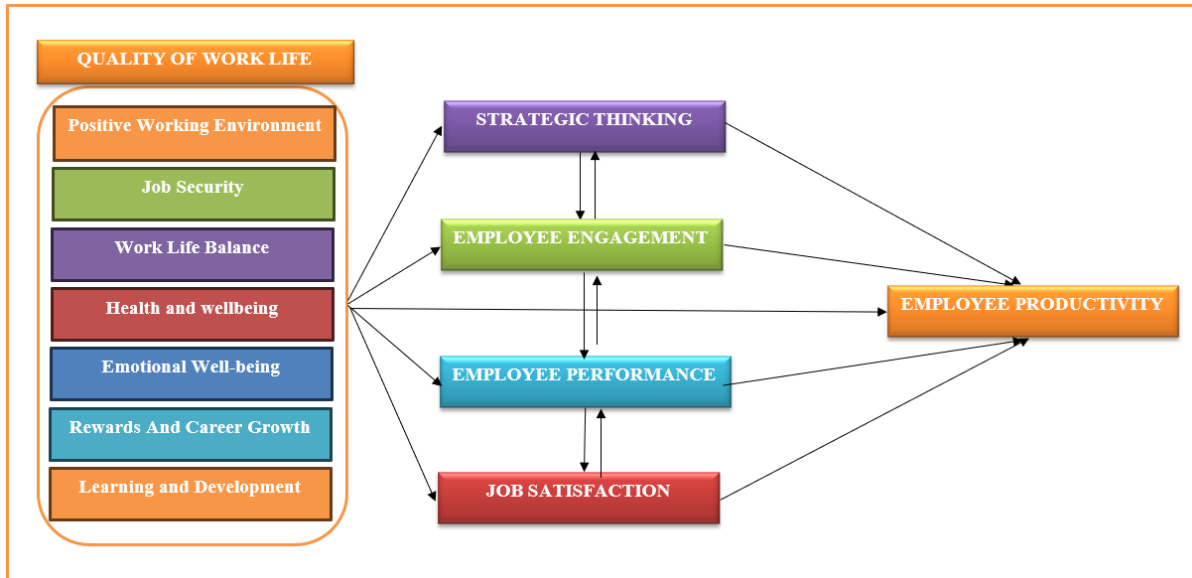 QUALITY OF WORK LIFE
Positive Working Environment
Job Security
Work Life Balance
Health and wellbeing
Emotional Well-being
Rewards And Career Growth
Learning and Development
STRATEGIC THINKING
EMPLOYEE ENGAGEMENT
EMPLOYEE PERFORMANCE
JOB SATISFACTION
EMPLOYEE PRODUCTIVITY